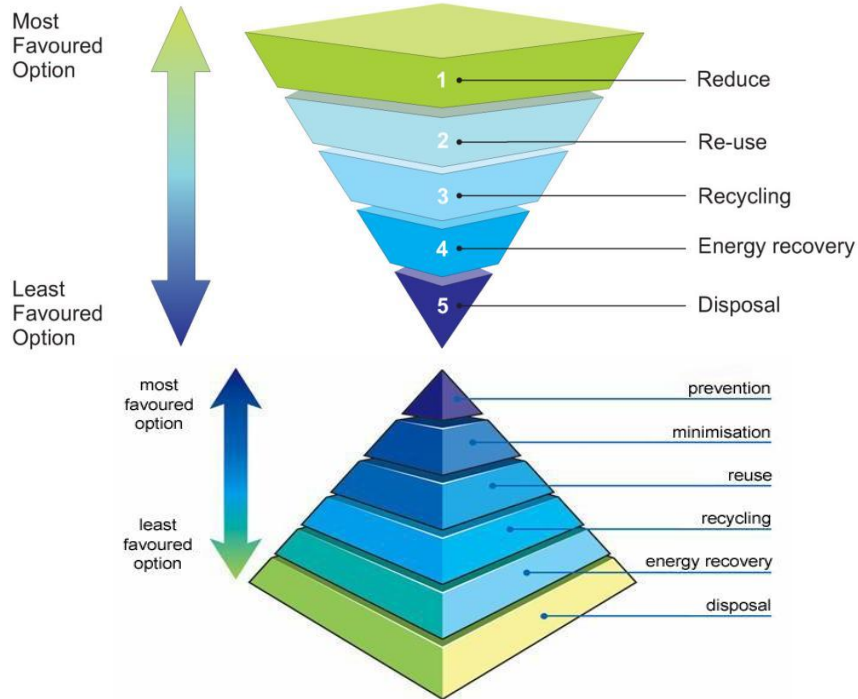 Most
Favoured
Option
1
Reduce
2
Re-use
3
Recycling
4
Energy recovery
5
Disposal
Least
Favoured
Option
most
favoured
option
prevention
minimisation
reuse
recycling
energy recovery
disposal
least
favoured
option